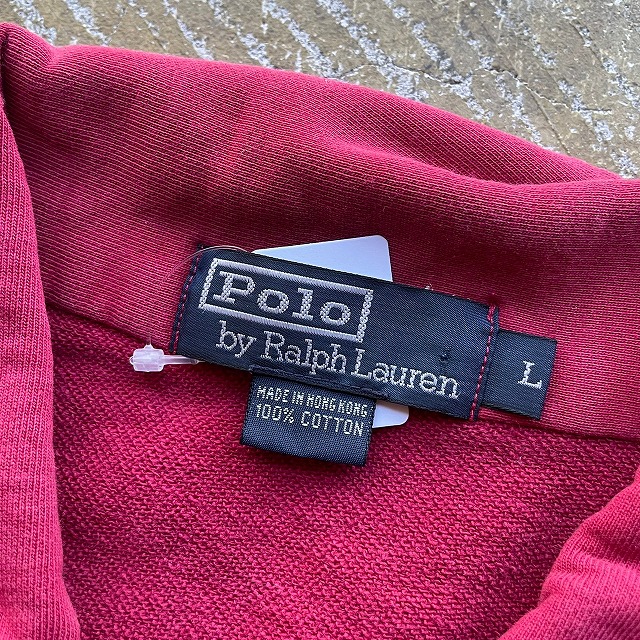 Polo
by Ralph Lauren
L
MADE IN HONG KONG
100% COTTON